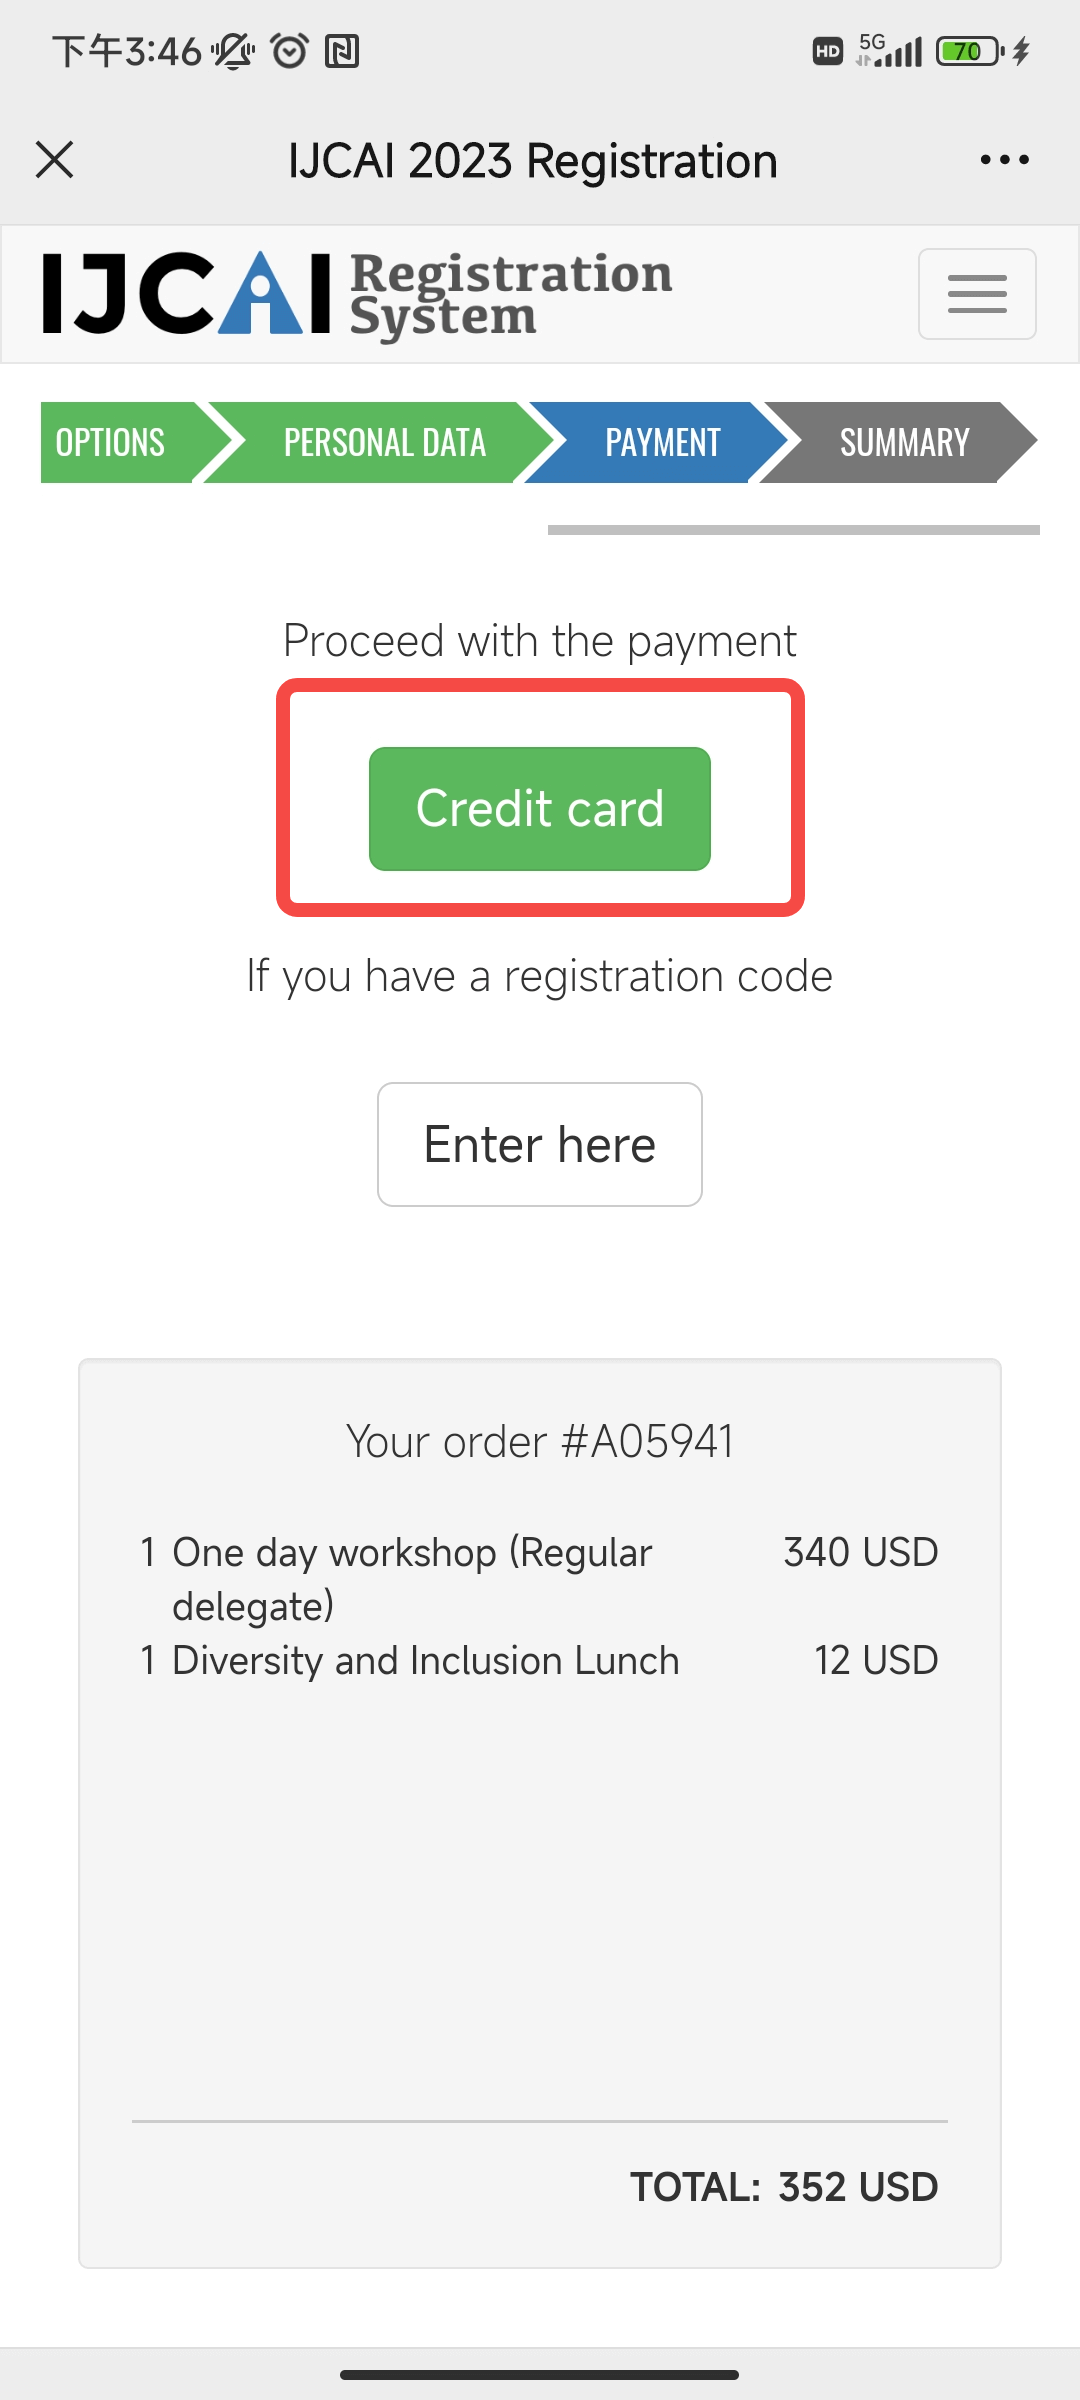 下午3:46 HD 5G 70
IJCAI 2023 Registration
IJCAI Registration
System
OPTIONS PERSONAL DATA PAYMENT SUMMARY
Proceed with the payment
Credit card
If you have a registration code
Enter here
Your order #A05941
1 One day workshop (Regular 340 USD
delegate)
1 Diversity and Inclusion Lunch 12 USD
TOTAL: 352 USD